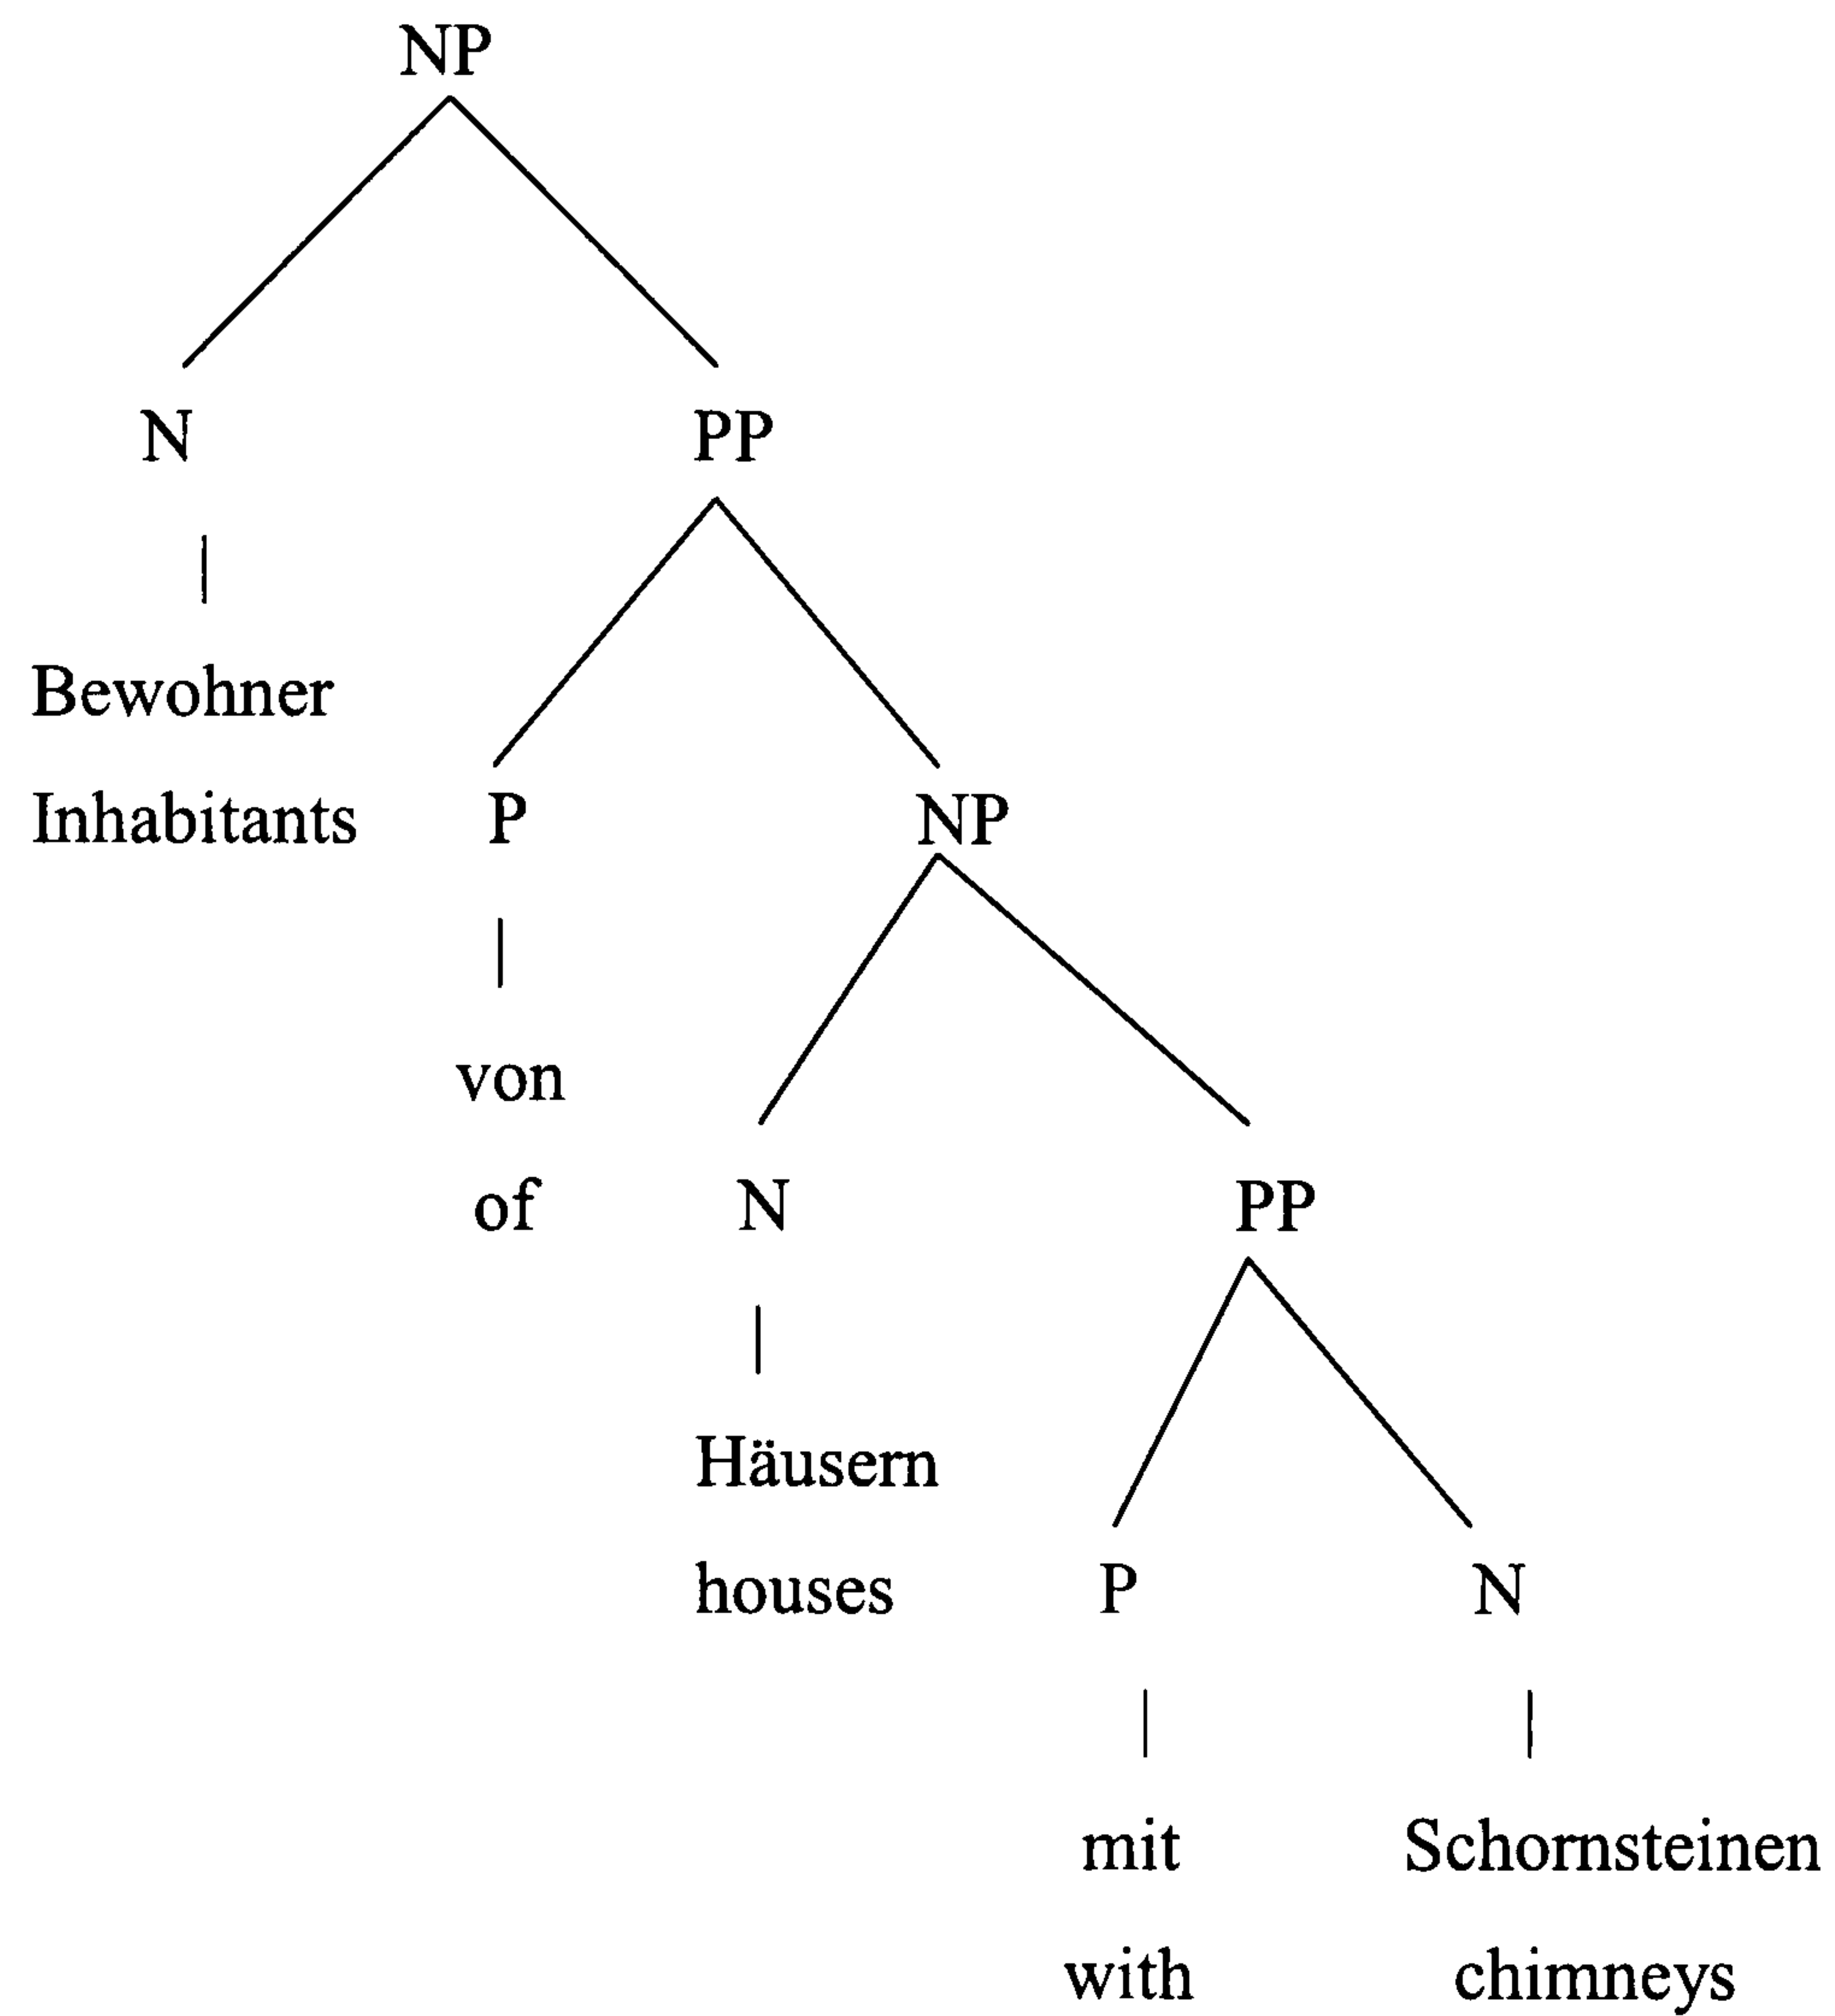 NP
N PP
Bewohner
Inhabitants P NP
von
of N PP
Häusern
houses P N
mit Schornsteinen
with chimneys